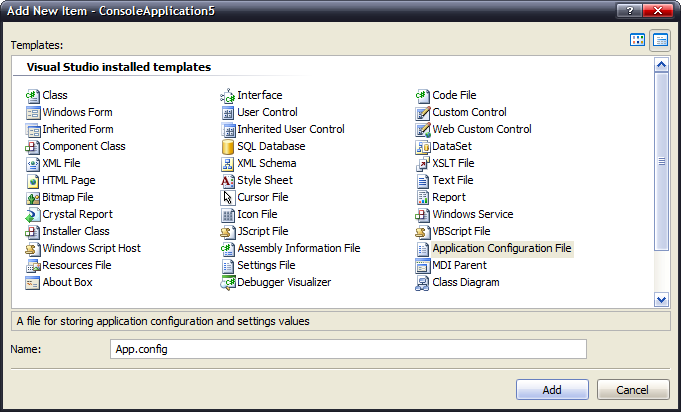 Add New Item - ConsoleApplication5
Templates:
Visual Studio installed templates
Class Interface Code File
Windows Form User Control Custom Control
Inherited Form Inherited User Control Web Custom Control
Component Class SQL Database DataSet
XML File XML Schema XSLT File
HTML Page Style Sheet Text File
Bitmap File Cursor File Report
Crystal Report Icon File Windows Service
Installer Class JScript File VBScript File
Windows Script Host Assembly Information File Application Configuration File
Resources File Settings File MDI Parent
About Box Debugger Visualizer Class Diagram
A file for storing application configuration and settings values
Name: App.config
Add Cancel